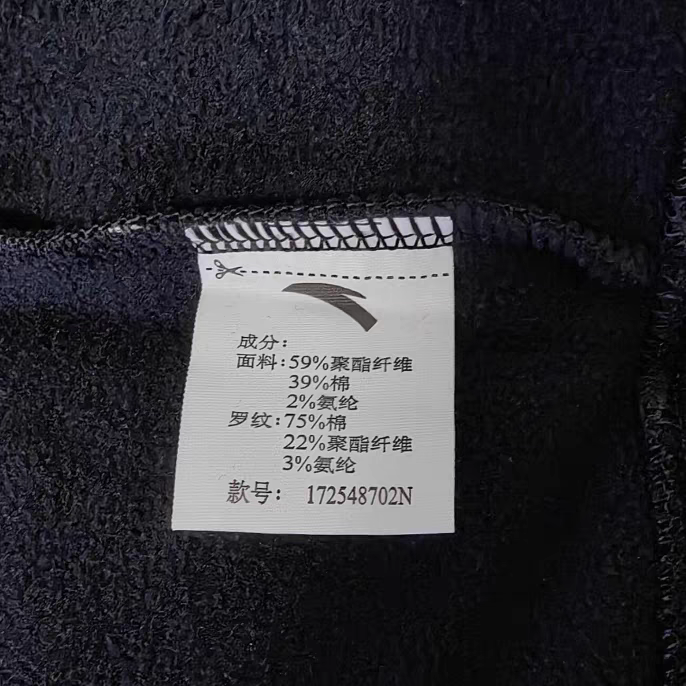 成分：
面料：59%聚酯纤维
39%棉
2%氨纶
罗纹：75%棉
22%聚酯纤维
3%氨纶
款号： 172548702N